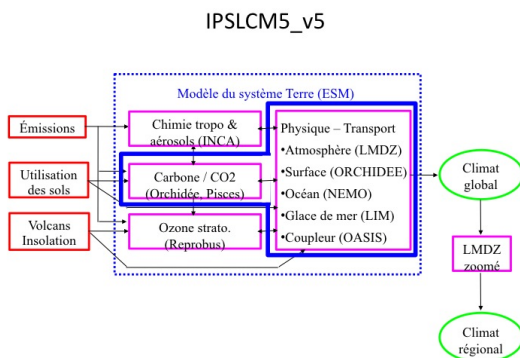 IPSLCM5_v5
Modèle du système Terre (ESM)
Émissions
Utilisation
des sols
Volcans
Insolation
Chimie tropo &
aérosols (INCA)
Carbone / CO2
(Orchidée, Pisces)
Ozone strato.
(Reprobus)
Physique – Transport
•Atmosphère (LMDZ)
•Surface (ORCHIDEE)
•Océan (NEMO)
•Glace de mer (LIM)
•Coupleur (OASIS)
Climat
global
LMDZ
zoomé
Climat
régional